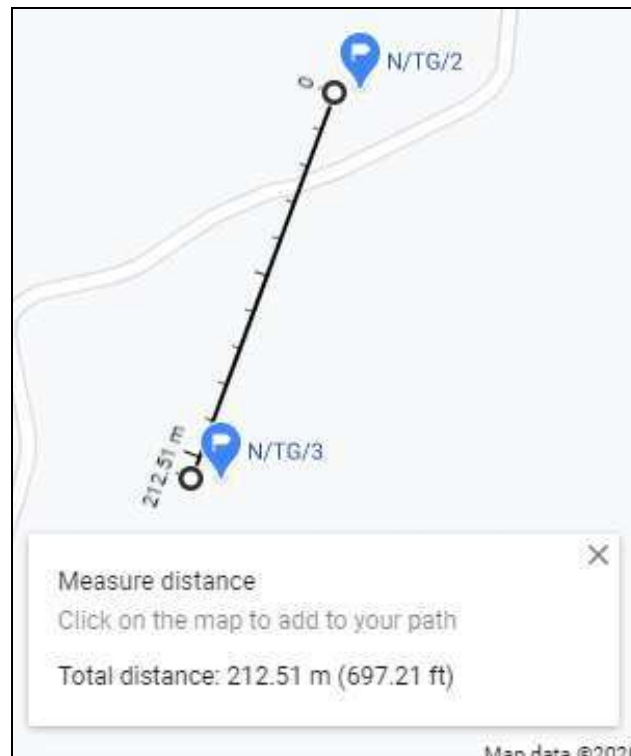 N/TG/2
0
212.51 m
N/TG/3
Measure distance
Click on the map to add to your path
Total distance: 212.51 m (697.21 ft)
Map data